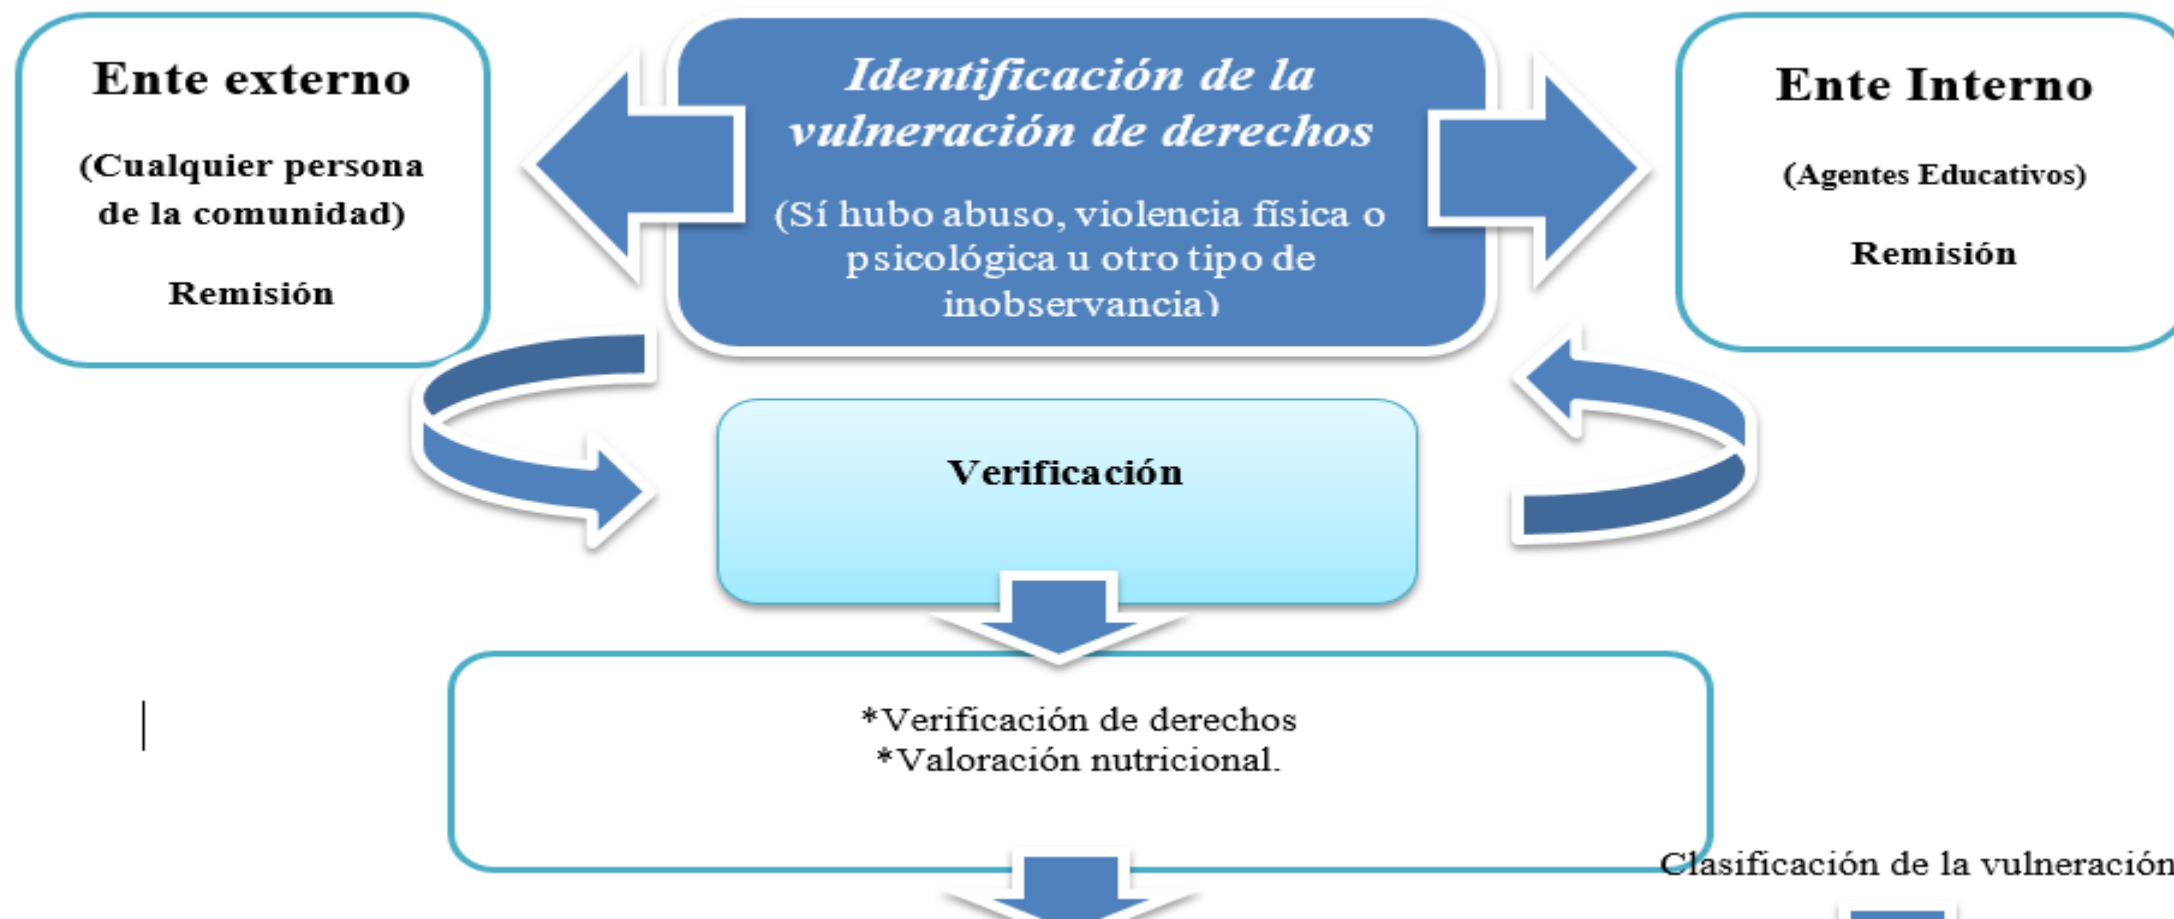 Ente externo
(Cualquier persona
de la comunidad)
Remisión
Identificación de la
vulneración de derechos
(Sí hubo abuso, violencia física o
psicológica u otro tipo de
inobservancia)
Ente Interno
(Agentes Educativos)
Remisión
Verificación
*Verificación de derechos
*Valoración nutricional.
Clasificación de la vulneración